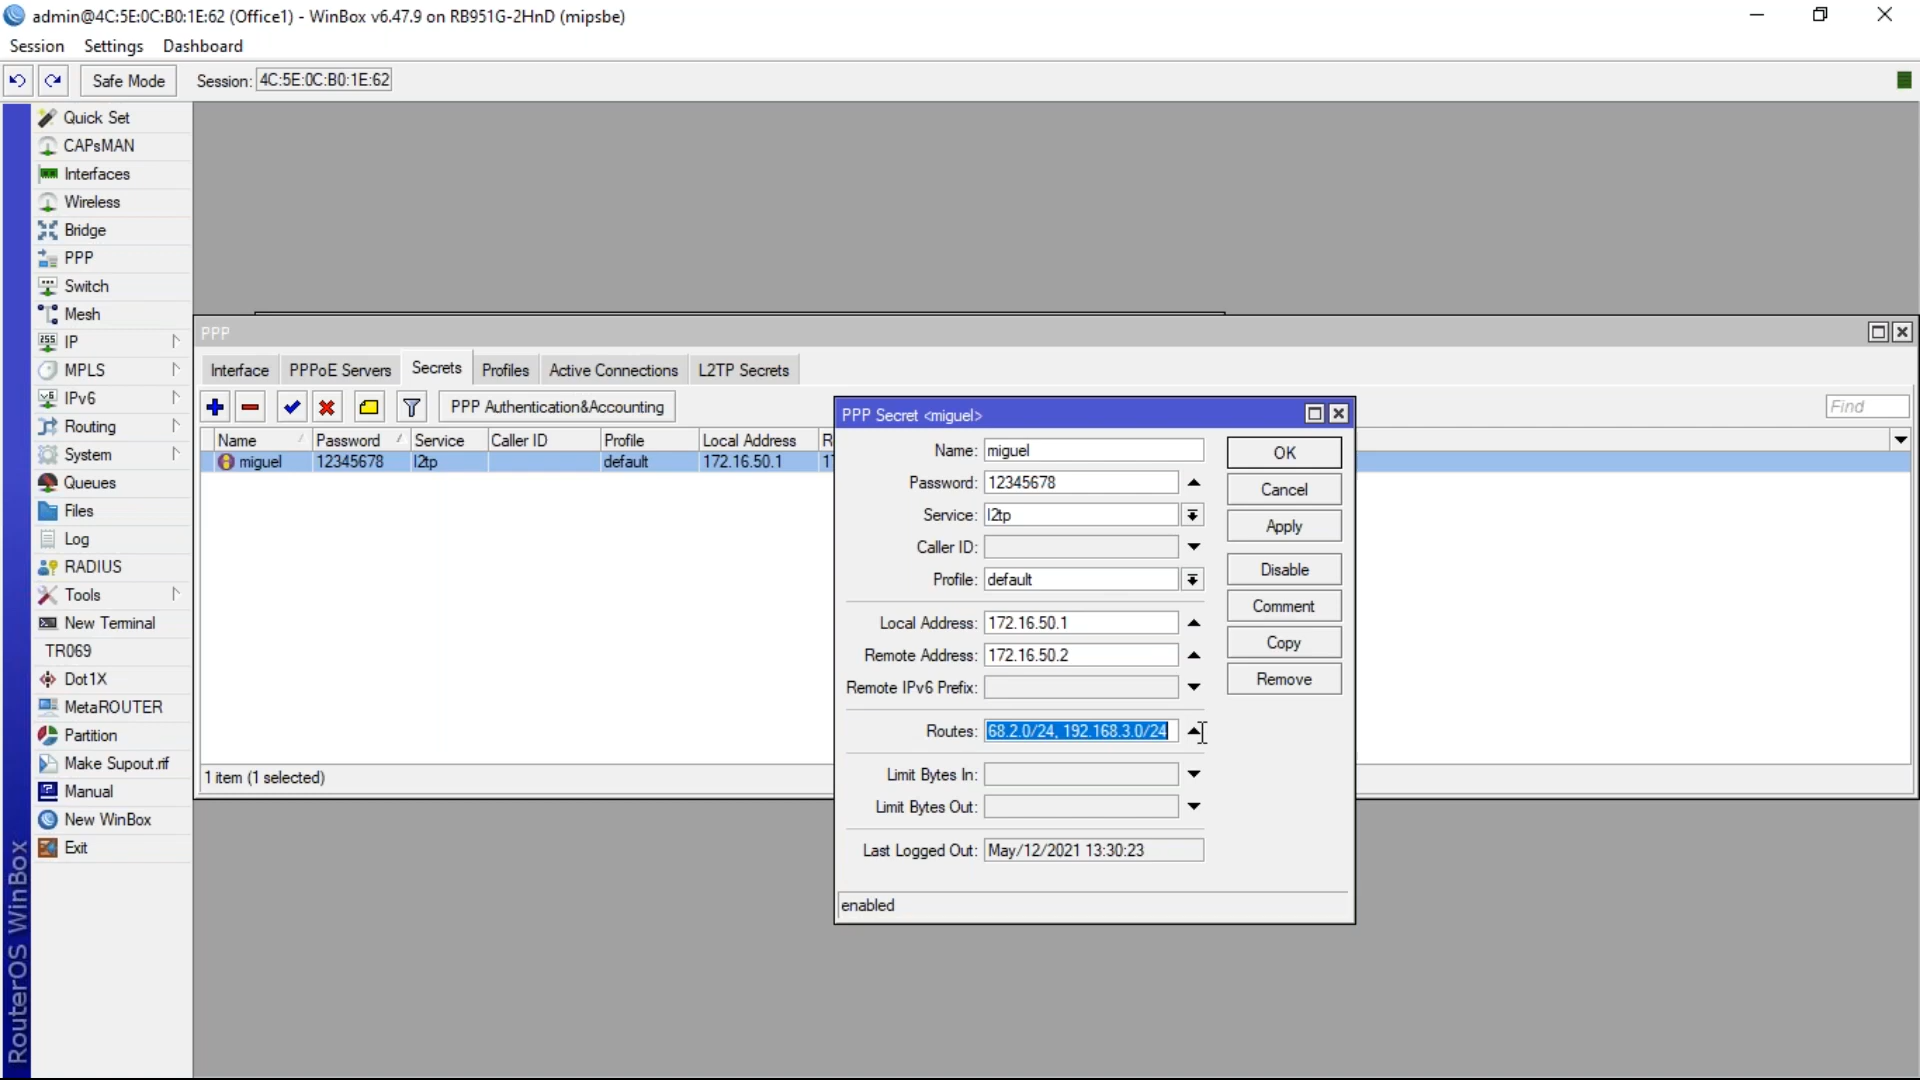 admin@4C:5E:0C:B0:1E:62 (Office1) - WinBox v6.47.9 on RB951G-2HnD (mipsbe)
Session Settings Dashboard
Safe Mode Session: 4C:5E:0C:B0:1E:62
Quick Set
CAPsMAN
Interfaces
Wireless
Bridge
PPP
Switch
Mesh
IP
MPLS
IPv6
Routing
System
Queues
Files
Log
RADIUS
Tools
New Terminal
TR069
Dot1X
MetaROUTER
Partition
Make Supout.rif
Manual
New WinBox
Exit
RouterOS WinBox
PPP
Interface PPPoE Servers Secrets Profiles Active Connections L2TP Secrets
PPP Authentication&Accounting Find
Name Password Service Caller ID Profile Local Address R
miguel 12345678 l2tp default 172.16.50.1 17
1 item (1 selected)
PPP Secret <miguel>
Name: miguel
Password: 12345678
Service: l2tp
Caller ID:
Profile: default
Local Address: 172.16.50.1
Remote Address: 172.16.50.2
Remote IPv6 Prefix:
Routes: 68.2.0/24, 192.168.3.0/24
Limit Bytes In:
Limit Bytes Out:
Last Logged Out: May/12/2021 13:30:23
enabled
OK
Cancel
Apply
Disable
Comment
Copy
Remove